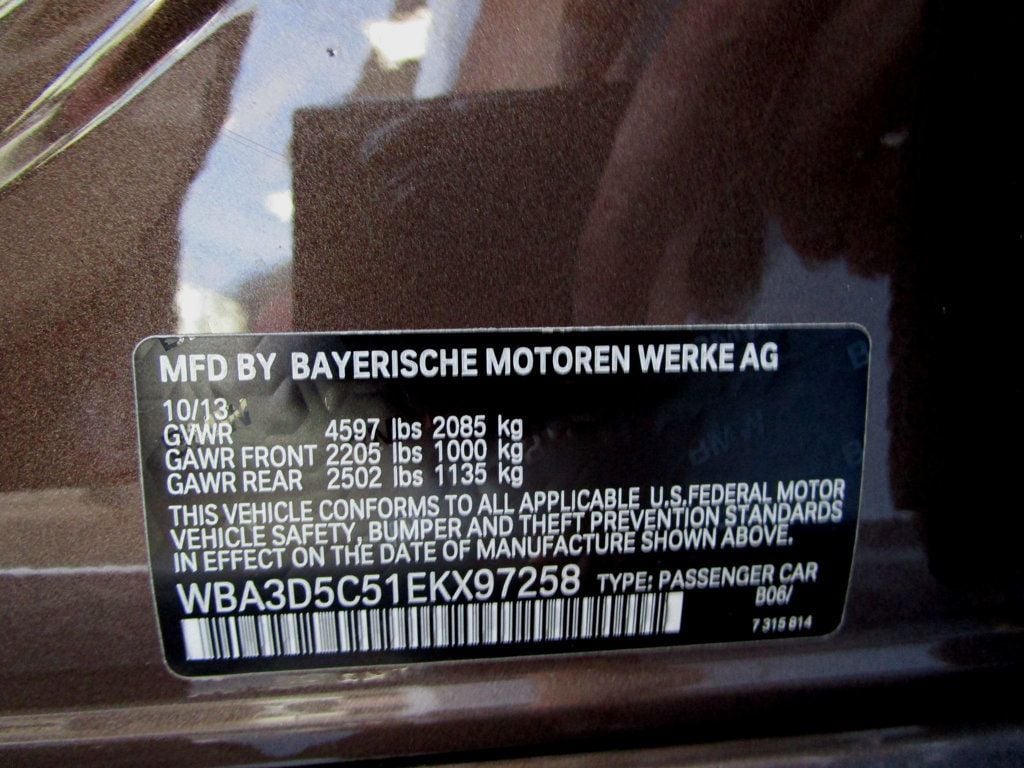 MFD BY BAYERISCHE MOTOREN WERKE AG
10/13
GVWR 4597 lbs 2085 kg
GAWR FRONT 2205 lbs 1000 kg
GAWR REAR 2502 lbs 1135 kg
THIS VEHICLE CONFORMS TO ALL APPLICABLE U.S.FEDERAL MOTOR
VEHICLE SAFETY, BUMPER AND THEFT PREVENTION STANDARDS
IN EFFECT ON THE DATE OF MANUFACTURE SHOWN ABOVE.
WBA3D5C51EKX97258 TYPE: PASSENGER CAR
B06/
7 315 814
BMW